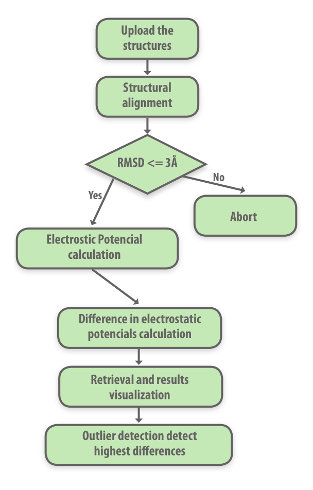 Upload the
structures
Structural
alignment
RMSD <= 3Å
No
Yes
Abort
Electrostic Potencial
calculation
Difference in electrostatic
potencials calculation
Retrieval and results
visualization
Outlier detection detect
highest differences